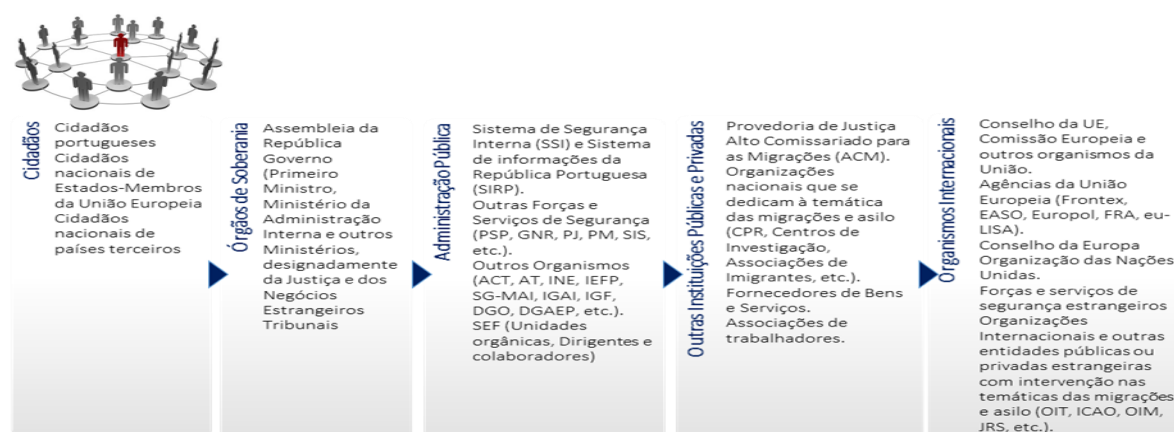 Cidadãos
Cidadãos
portugueses
Cidadãos
nacionais de
Estados-Membros
da União Europeia
Cidadãos
nacionais de
países terceiros
Órgãos de Soberania
Assembleia da
República
Governo
(Primeiro
Ministro,
Ministério da
Administração
Interna e outros
Ministérios,
designadamente
da Justiça e dos
Negócios
Estrangeiros
Tribunais
Administração Pública
Sistema de Segurança
Interna (SSI) e Sistema
de informações da
República Portuguesa
(SIRP).
Outras Forças e
Serviços de Segurança
(PSP, GNR, PJ, PM, SIS,
etc.).
Outros Organismos
(ACT, AT, INE, IEFP,
SG-MAI, IGAI, IGF,
DGO, DGAEP, etc.).
SEF (Unidades
orgânicas, Dirigentes e
colaboradores)
Outras Instituições Públicas e Privadas
Provedoria de Justiça
Alto Comissariado para
as Migrações (ACM).
Organizações
nacionais que se
dedicam à temática
das migrações e asilo
(CPR, Centros de
Investigação,
Associações de
Imigrantes, etc.).
Fornecedores de Bens
e Serviços.
Associações de
trabalhadores.
Organismos Internacionais
Conselho da UE,
Comissão Europeia e
outros organismos da
União.
Agências da União
Europeia (Frontex,
EASO, Europol, FRA, eu-
LISA).
Conselho da Europa
Organização das Nações
Unidas.
Forças e serviços de
segurança estrangeiros
Organizações
Internacionais e outras
entidades públicas ou
privadas estrangeiras
com intervenção nas
temáticas das migrações
e asilo (OIT, ICAO, OIM,
JRS, etc.).